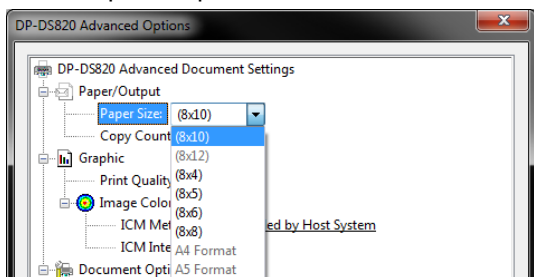 DP-DS820 Advanced Options
DP-DS820 Advanced Document Settings
Paper/Output
Paper Size: (8x10)
Copy Count (8x10)
(8x12)
Graphic
(8x4)
Print Quality
(8x5)
Image Color
(8x6)
ICM Met
ed by Host System
(8x8)
ICM Inte
A4 Format
Document Opti
A5 Format